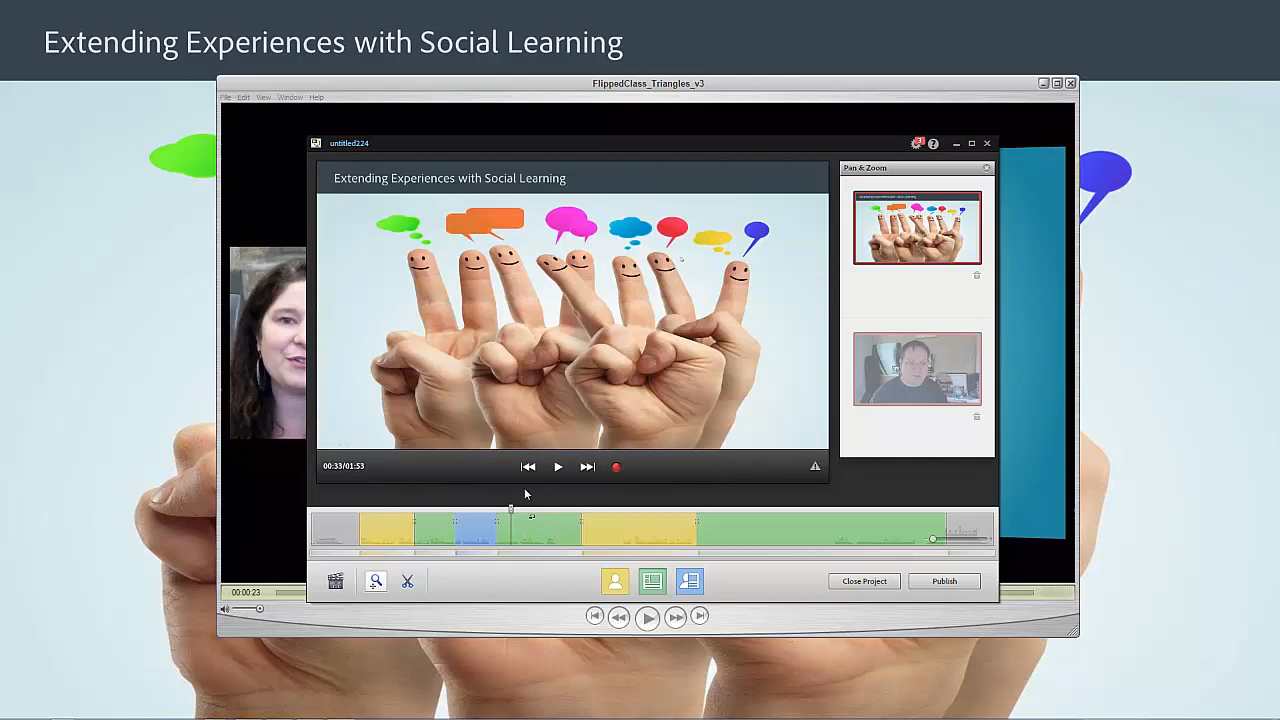 Extending Experiences with Social Learning
FlippedClass_Triangles_v3
File Edit View Window Help
untitled224
Extending Experiences with Social Learning
Pan & Zoom
00:33/01:53
Close Project
Publish
00:00:23